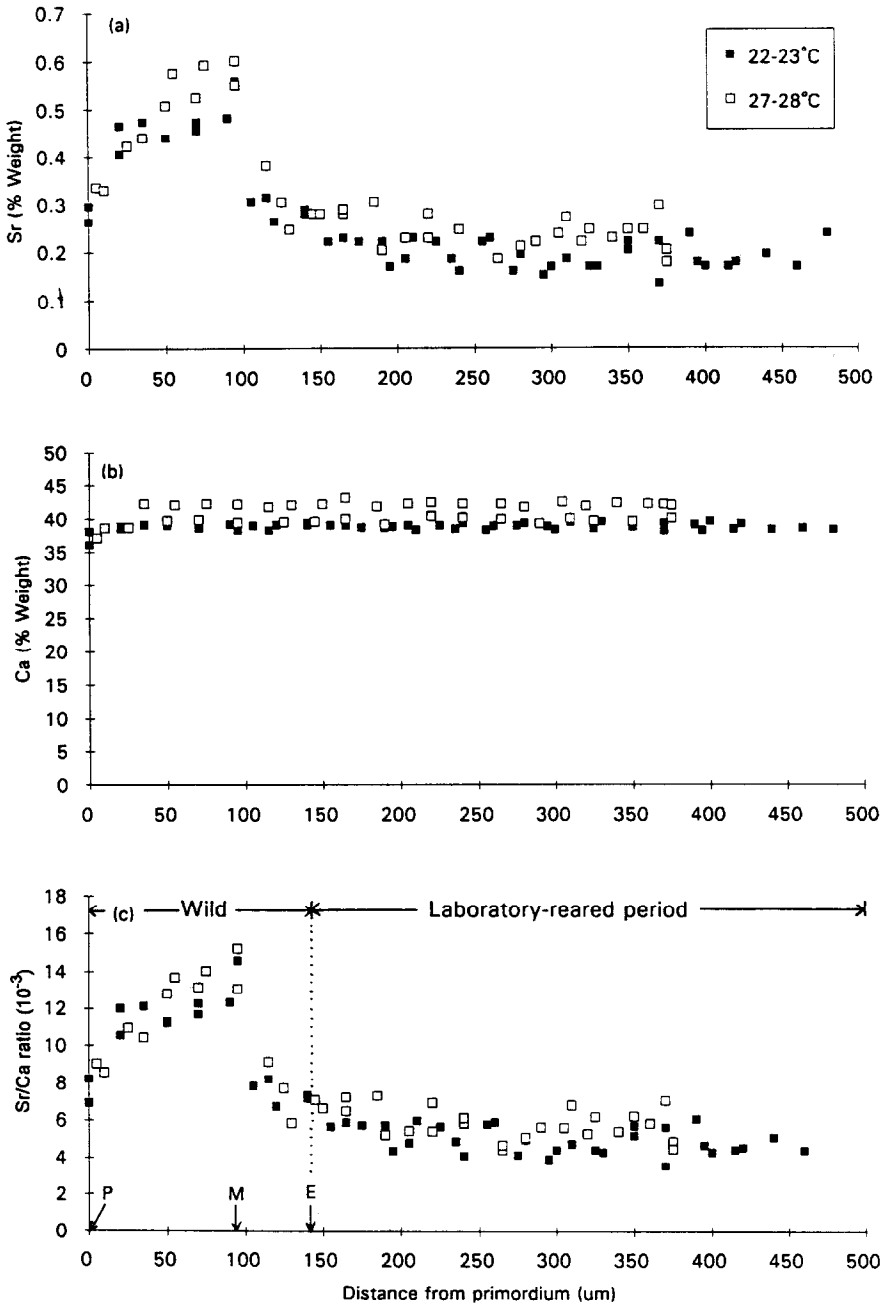 (a)
Sr (% Weight)
0.7
0.6
0.5
0.4
0.3
0.2
0.1
0
22-23°C
27-28°C
0 50 100 150 200 250 300 350 400 450 500
(b)
Ca (% Weight)
50
45
40
35
30
25
20
15
10
5
0
0 50 100 150 200 250 300 350 400 450 500
(c)
Wild
Laboratory-reared period
Sr/Ca ratio (10-3)
18
16
14
12
10
8
6
4
2
0
P
M
E
0 50 100 150 200 250 300 350 400 450 500
Distance from primordium (um)